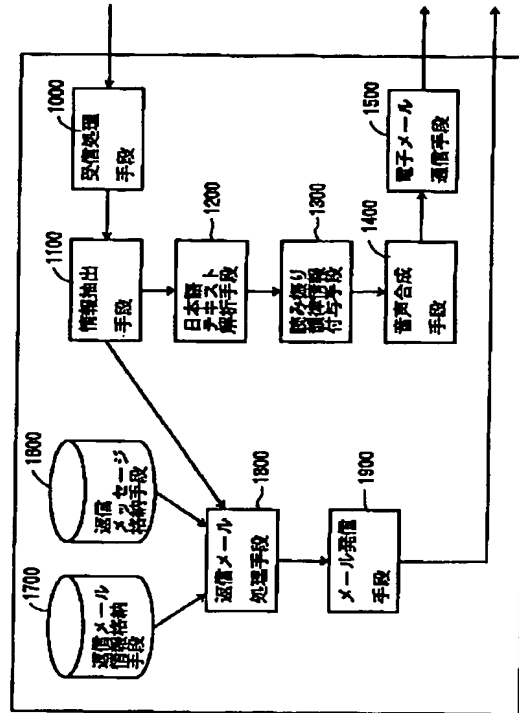 1000
受信処理
手段
1100
情報抽出
手段
1200
日本語
テキスト
解析手段
1300
読み振り
韻律情報
付与手段
1400
音声合成
手段
1500
電子メール
通信手段
1600
返信
メッセージ
格納手段
1700
返信メール
情報格納
手段
1800
返信メール
処理手段
1900
メール発信
手段